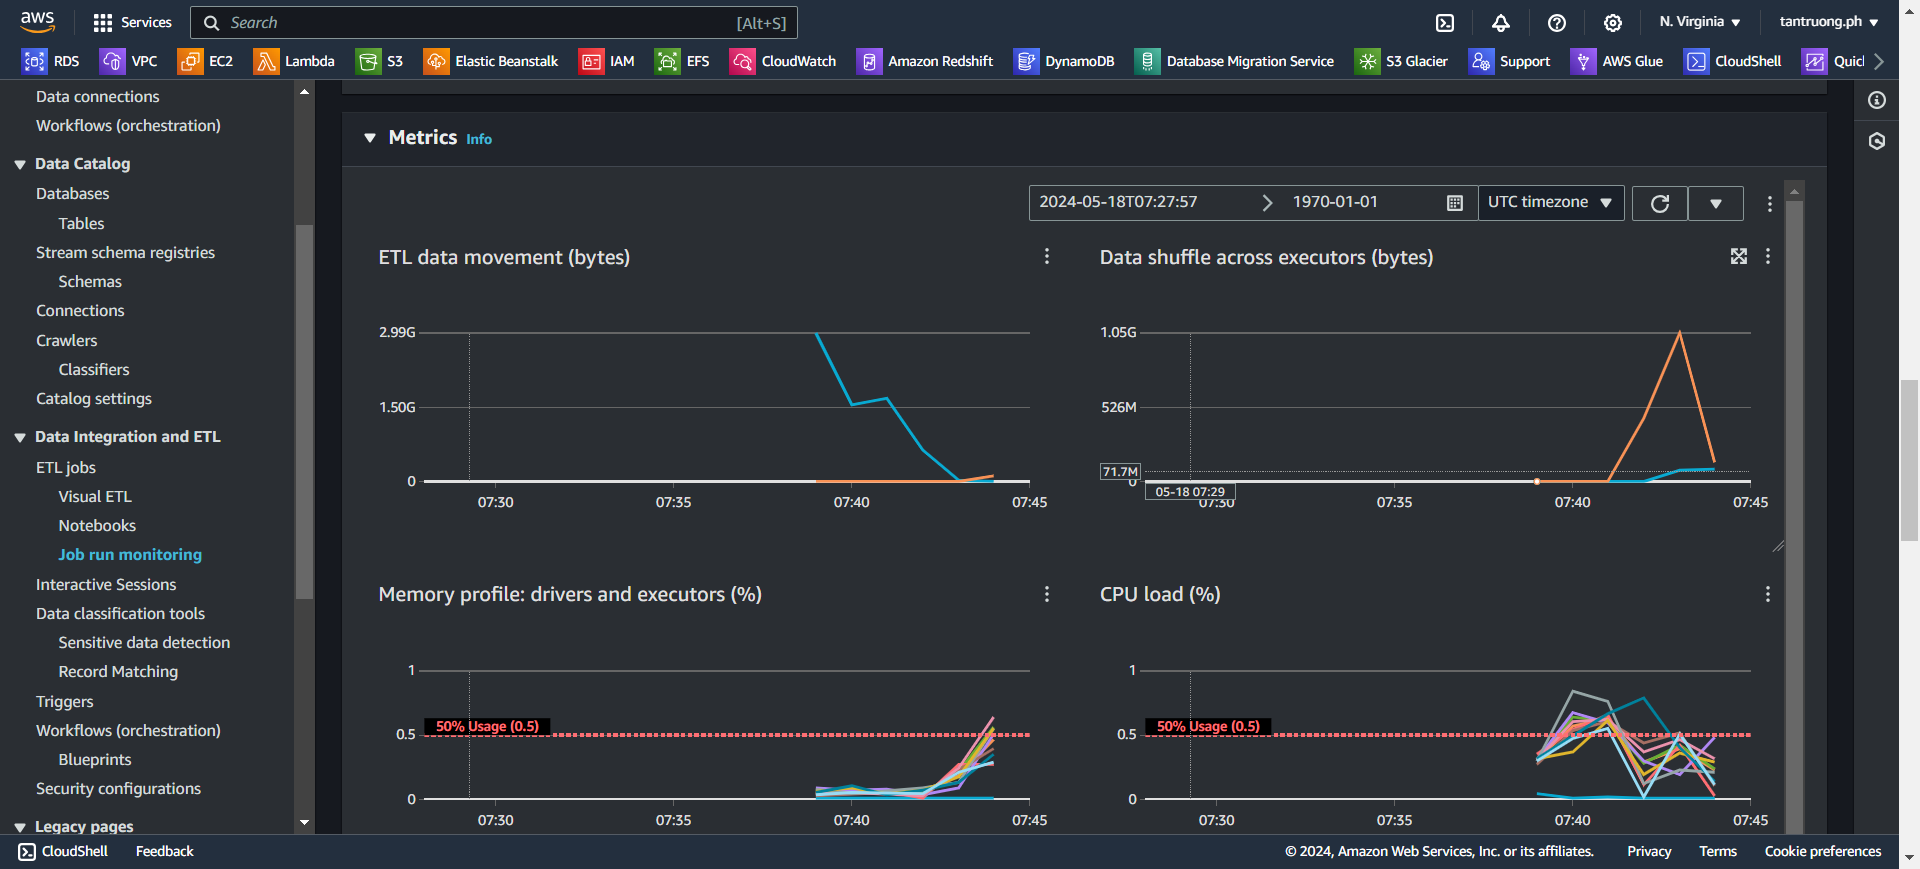 aws
Services
Search
[Alt+S]
N. Virginia
tantruong.ph
RDS
VPC
EC2
Lambda
S3
Elastic Beanstalk
IAM
EFS
CloudWatch
Amazon Redshift
DynamoDB
Database Migration Service
S3 Glacier
Support
AWS Glue
CloudShell
Quic
Data connections
Workflows (orchestration)
Data Catalog
Databases
Tables
Stream schema registries
Schemas
Connections
Crawlers
Classifiers
Catalog settings
Data Integration and ETL
ETL jobs
Visual ETL
Notebooks
Job run monitoring
Interactive Sessions
Data classification tools
Sensitive data detection
Record Matching
Triggers
Workflows (orchestration)
Blueprints
Security configurations
Legacy pages
Metrics Info
2024-05-18T07:27:57
1970-01-01
UTC timezone
ETL data movement (bytes)
2.99G
1.50G
0
07:30
07:35
07:40
07:45
Data shuffle across executors (bytes)
1.05G
526M
71.7M
0
05-18 07:29
07:30
07:35
07:40
07:45
Memory profile: drivers and executors (%)
1
50% Usage (0.5)
0.5
0
07:30
07:35
07:40
07:45
CPU load (%)
1
50% Usage (0.5)
0.5
0
07:30
07:35
07:40
07:45
CloudShell
Feedback
© 2024, Amazon Web Services, Inc. or its affiliates.
Privacy
Terms
Cookie preferences